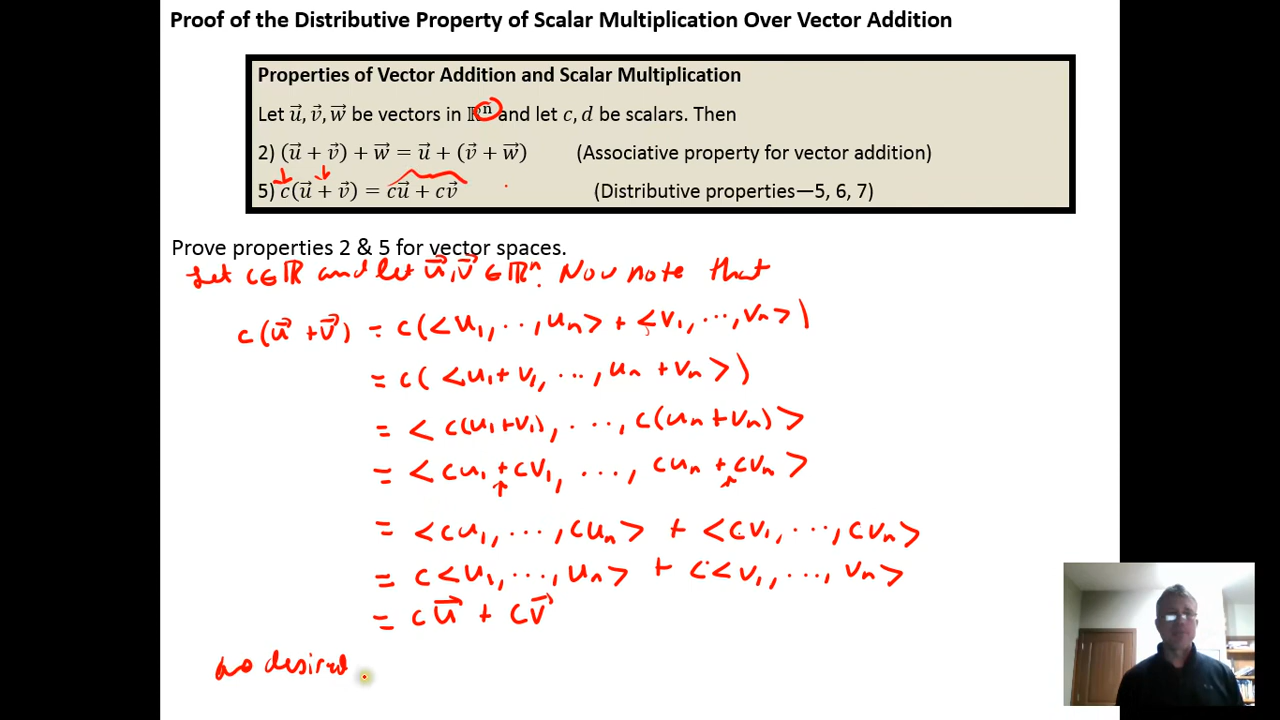 Proof of the Distributive Property of Scalar Multiplication Over Vector Addition
Properties of Vector Addition and Scalar Multiplication
Let u⃗, v⃗, w⃗ be vectors in ℝⁿ and let c, d be scalars. Then
2) (u⃗ + v⃗) + w⃗ = u⃗ + (v⃗ + w⃗) (Associative property for vector addition)
5) c(u⃗ + v⃗) = cu⃗ + cv⃗ (Distributive properties—5, 6, 7)
Prove properties 2 & 5 for vector spaces.
Let c∈ℝ and let u⃗, v⃗ ∈ ℝⁿ. Now note that
c(u⃗ + v⃗) = c(<u₁, ..., uₙ> + <v₁, ..., vₙ>)
= c(<u₁+v₁, ..., uₙ+vₙ>)
= <c(u₁+v₁), ..., c(uₙ+vₙ)>
= <cu₁+cv₁, ..., cuₙ+cvₙ>
= <cu₁, ..., cuₙ> + <cv₁, ..., cvₙ>
= c<u₁, ..., uₙ> + c<v₁, ..., vₙ>
= cu⃗ + cv⃗
as desired